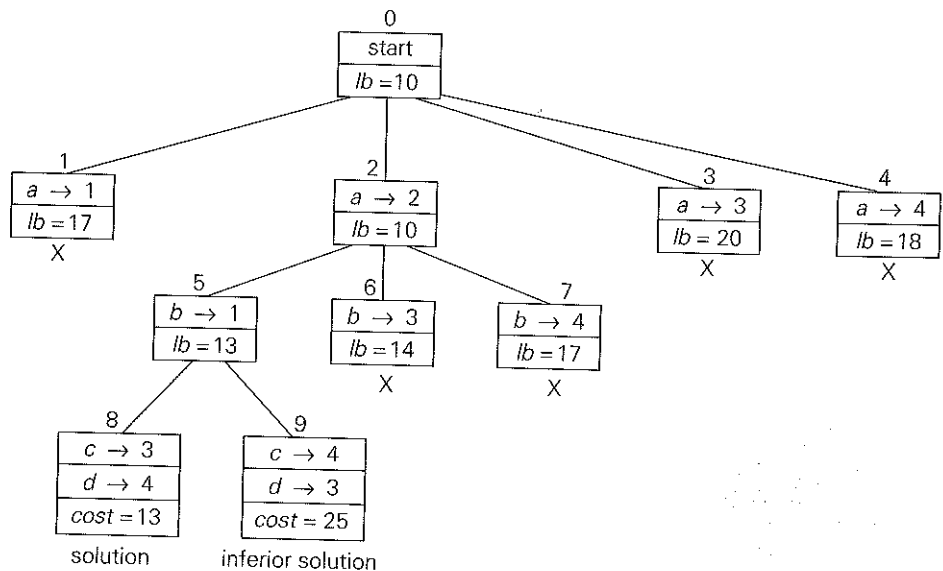 0
start
lb = 10
1
a → 1
lb = 17
X
2
a → 2
lb = 10
3
a → 3
lb = 20
X
4
a → 4
lb = 18
X
5
b → 1
lb = 13
6
b → 3
lb = 14
X
7
b → 4
lb = 17
X
8
c → 3
d → 4
cost = 13
solution
9
c → 4
d → 3
cost = 25
inferior solution